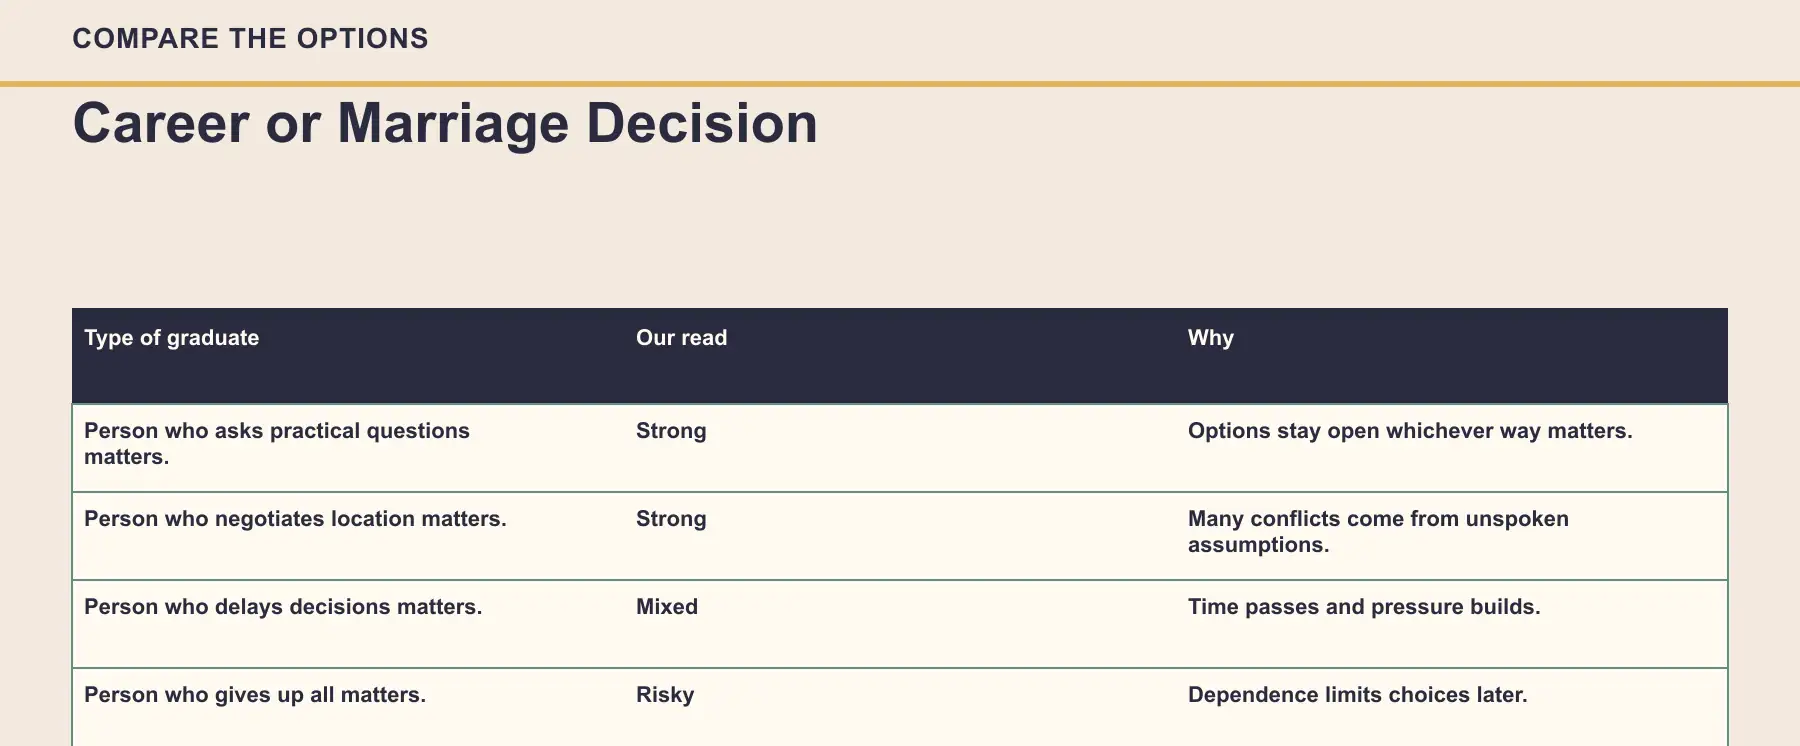 COMPARE THE OPTIONS
Career or Marriage Decision
Type of graduate
Our read
Why
Person who asks practical questions
matters.
Strong
Options stay open whichever way matters.
Person who negotiates location matters.
Strong
Many conflicts come from unspoken
assumptions.
Person who delays decisions matters.
Mixed
Time passes and pressure builds.
Person who gives up all matters.
Risky
Dependence limits choices later.